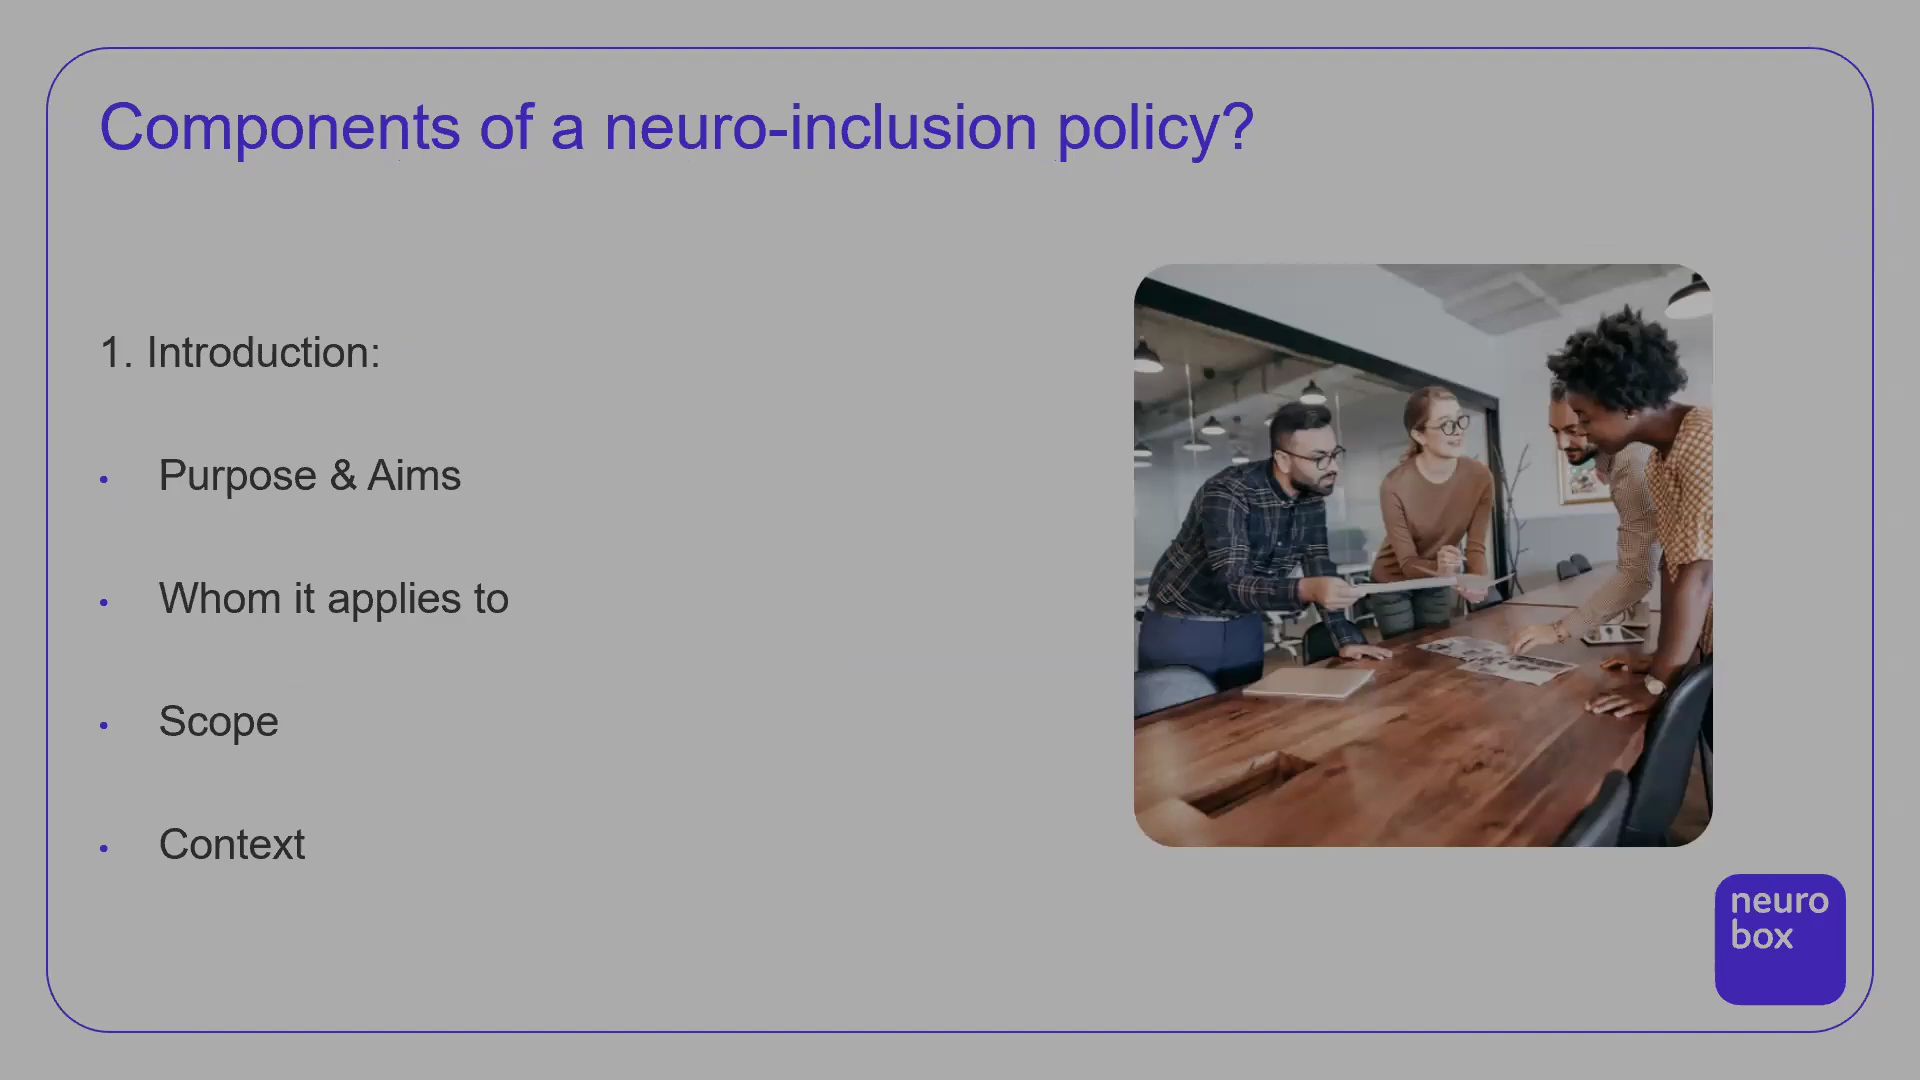 Components of a neuro-inclusion policy?
1. Introduction:
• Purpose & Aims
• Whom it applies to
• Scope
• Context
neuro
box